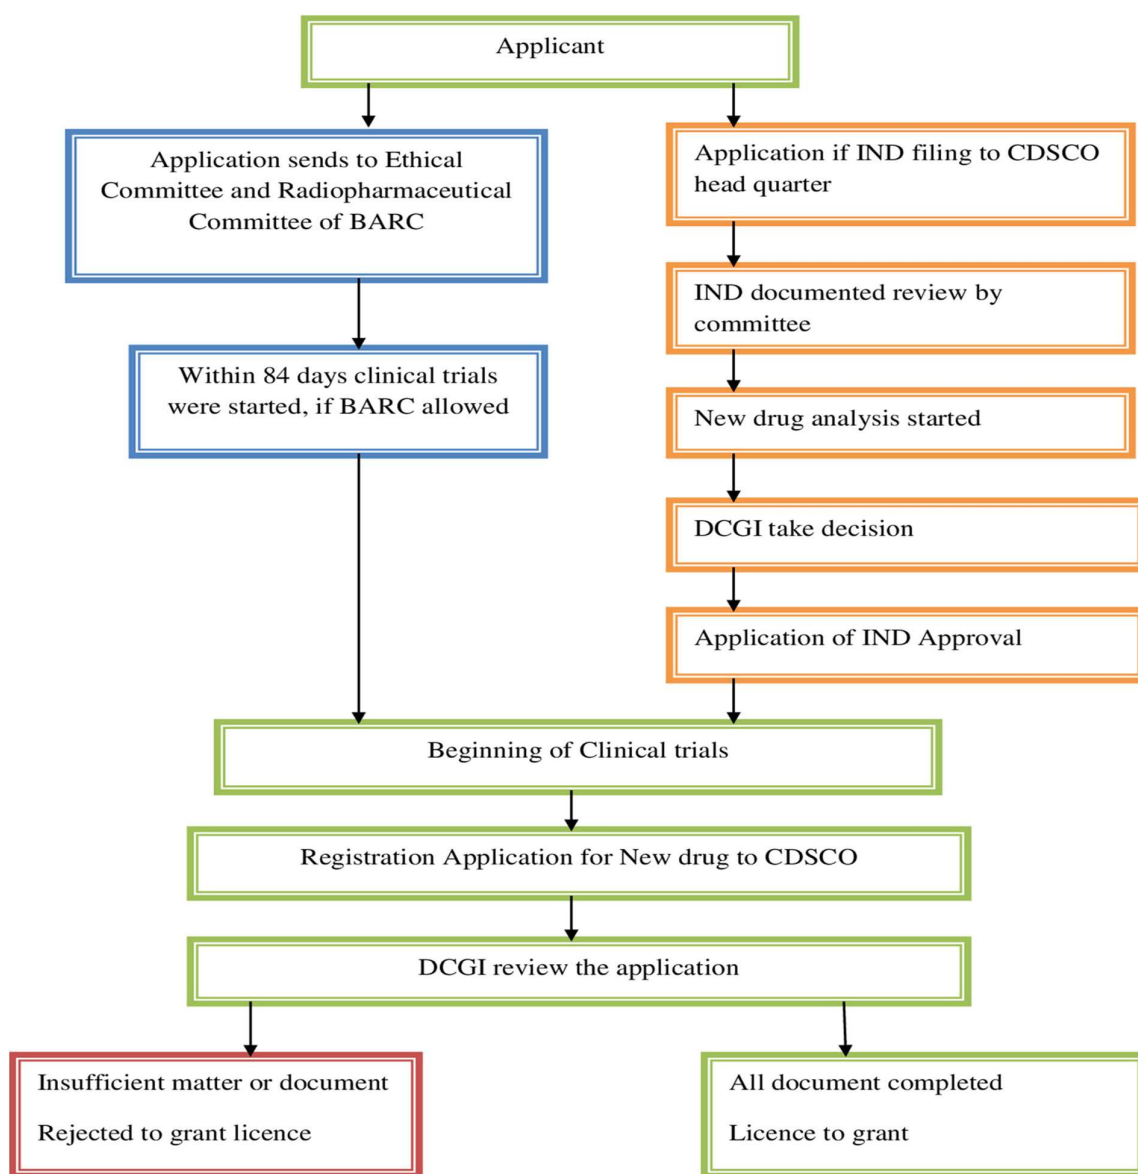 Applicant
Application sends to Ethical
Committee and Radiopharmaceutical
Committee of BARC
Within 84 days clinical trials
were started, if BARC allowed
Application if IND filing to CDSCO
head quarter
IND documented review by
committee
New drug analysis started
DCGI take decision
Application of IND Approval
Beginning of Clinical trials
Registration Application for New drug to CDSCO
DCGI review the application
Insufficient matter or document
Rejected to grant licence
All document completed
Licence to grant